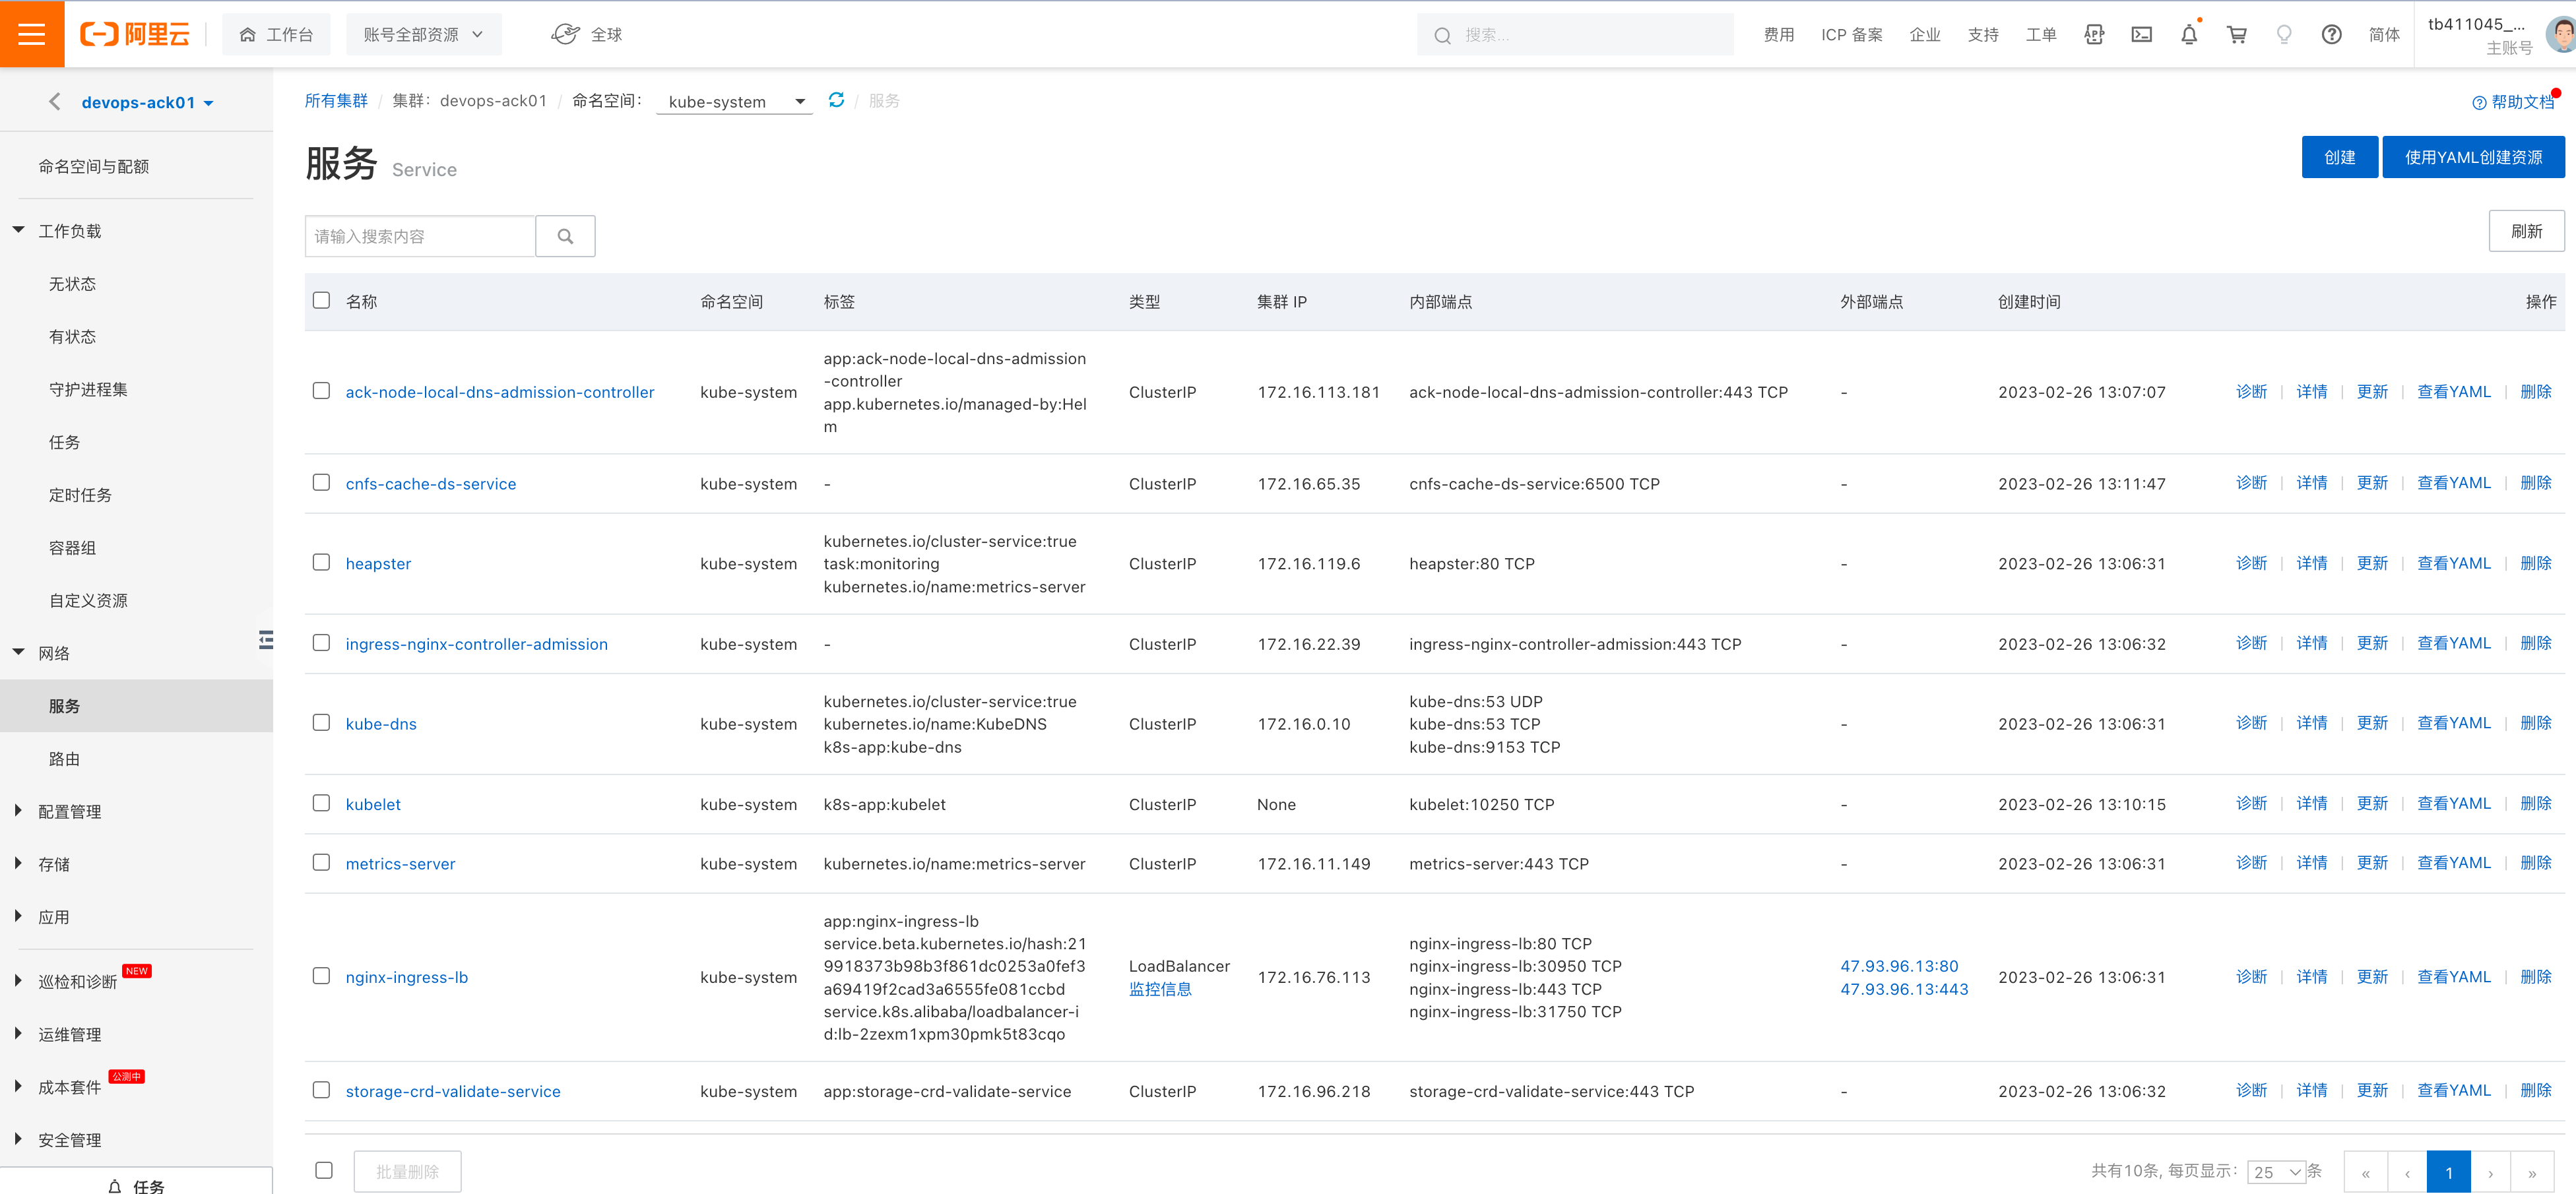 阿里云
工作台
账号全部资源
全球
搜索...
费用
ICP 备案
企业
支持
工单
简体
tb411045_...
主账号
devops-ack01
所有集群 / 集群: devops-ack01 / 命名空间: kube-system / 服务
帮助文档
命名空间与配额
工作负载
无状态
有状态
守护进程集
任务
定时任务
容器组
自定义资源
网络
服务
路由
配置管理
存储
应用
巡检和诊断 NEW
运维管理
成本套件 公测中
安全管理
任务
服务 Service
创建
使用YAML创建资源
请输入搜索内容
刷新
名称 命名空间 标签 类型 集群 IP 内部端点 外部端点 创建时间 操作
app:ack-node-local-dns-admission
-controller
ack-node-local-dns-admission-controller kube-system ClusterIP 172.16.113.181 ack-node-local-dns-admission-controller:443 TCP - 2023-02-26 13:07:07 诊断 | 详情 | 更新 | 查看YAML | 删除
app.kubernetes.io/managed-by:Hel
m
cnfs-cache-ds-service kube-system - ClusterIP 172.16.65.35 cnfs-cache-ds-service:6500 TCP - 2023-02-26 13:11:47 诊断 | 详情 | 更新 | 查看YAML | 删除
kubernetes.io/cluster-service:true
heapster kube-system task:monitoring ClusterIP 172.16.119.6 heapster:80 TCP - 2023-02-26 13:06:31 诊断 | 详情 | 更新 | 查看YAML | 删除
kubernetes.io/name:metrics-server
ingress-nginx-controller-admission kube-system - ClusterIP 172.16.22.39 ingress-nginx-controller-admission:443 TCP - 2023-02-26 13:06:32 诊断 | 详情 | 更新 | 查看YAML | 删除
kubernetes.io/cluster-service:true kube-dns:53 UDP
kube-dns kube-system kubernetes.io/name:KubeDNS ClusterIP 172.16.0.10 kube-dns:53 TCP - 2023-02-26 13:06:31 诊断 | 详情 | 更新 | 查看YAML | 删除
k8s-app:kube-dns kube-dns:9153 TCP
kubelet kube-system k8s-app:kubelet ClusterIP None kubelet:10250 TCP - 2023-02-26 13:10:15 诊断 | 详情 | 更新 | 查看YAML | 删除
metrics-server kube-system kubernetes.io/name:metrics-server ClusterIP 172.16.11.149 metrics-server:443 TCP - 2023-02-26 13:06:31 诊断 | 详情 | 更新 | 查看YAML | 删除
app:nginx-ingress-lb
service.beta.kubernetes.io/hash:21 nginx-ingress-lb:80 TCP
9918373b98b3f861dc0253a0fef3 LoadBalancer nginx-ingress-lb:30950 TCP 47.93.96.13:80
nginx-ingress-lb kube-system 172.16.76.113 2023-02-26 13:06:31 诊断 | 详情 | 更新 | 查看YAML | 删除
a69419f2cad3a6555fe081ccbd 监控信息 nginx-ingress-lb:443 TCP 47.93.96.13:443
service.k8s.alibaba/loadbalancer-i nginx-ingress-lb:31750 TCP
d:lb-2zexm1xpm30pmk5t83cqo
storage-crd-validate-service kube-system app:storage-crd-validate-service ClusterIP 172.16.96.218 storage-crd-validate-service:443 TCP - 2023-02-26 13:06:32 诊断 | 详情 | 更新 | 查看YAML | 删除
批量删除
共有10条, 每页显示: 25 条 « ‹ 1 › »